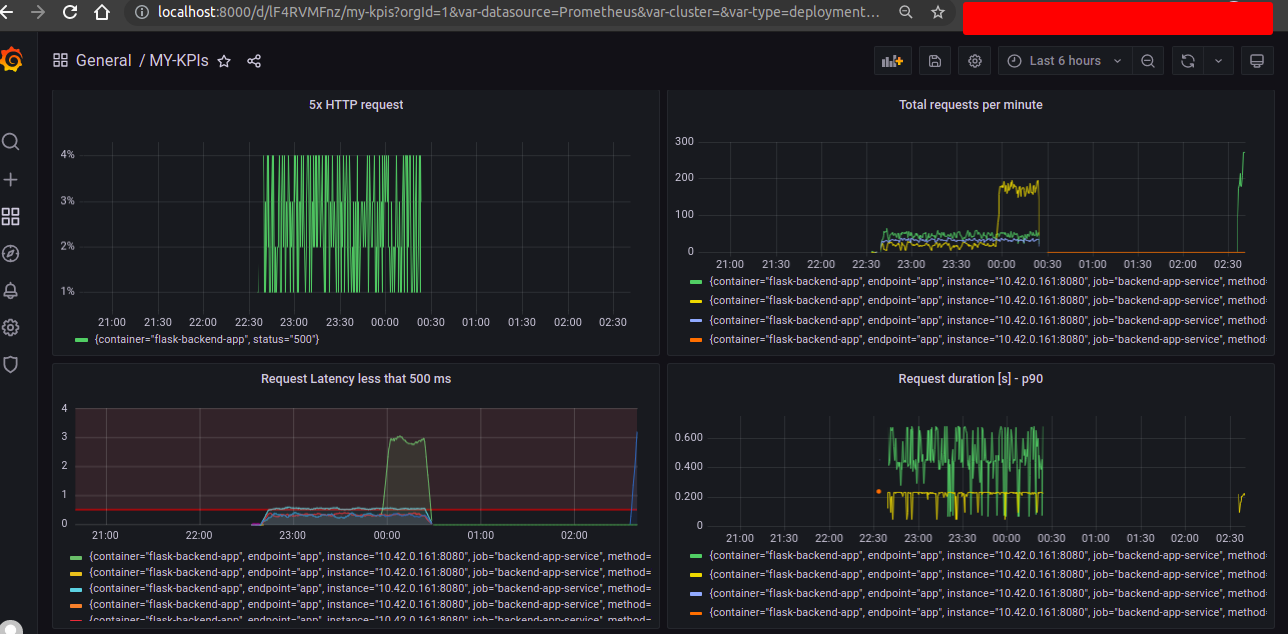 localhost:8000/d/lF4RVMFnz/my-kpis?orgId=1&var-datasource=Prometheus&var-cluster=&var-type=deployment…
General / MY-KPIs
Last 6 hours
5x HTTP request
4%
3%
2%
1%
21:00 21:30 22:00 22:30 23:00 23:30 00:00 00:30 01:00 01:30 02:00 02:30
{container="flask-backend-app", status="500"}
Total requests per minute
300
200
100
0
21:00 21:30 22:00 22:30 23:00 23:30 00:00 00:30 01:00 01:30 02:00 02:30
{container="flask-backend-app", endpoint="app", instance="10.42.0.161:8080", job="backend-app-service", method=
{container="flask-backend-app", endpoint="app", instance="10.42.0.161:8080", job="backend-app-service", method=
{container="flask-backend-app", endpoint="app", instance="10.42.0.161:8080", job="backend-app-service", method=
{container="flask-backend-app", endpoint="app", instance="10.42.0.161:8080", job="backend-app-service", method=
Request Latency less that 500 ms
4
3
2
1
0
21:00 22:00 23:00 00:00 01:00 02:00
{container="flask-backend-app", endpoint="app", instance="10.42.0.161:8080", job="backend-app-service", method=
{container="flask-backend-app", endpoint="app", instance="10.42.0.161:8080", job="backend-app-service", method=
{container="flask-backend-app", endpoint="app", instance="10.42.0.161:8080", job="backend-app-service", method=
{container="flask-backend-app", endpoint="app", instance="10.42.0.161:8080", job="backend-app-service", method=
Request duration [s] - p90
0.600
0.400
0.200
0
21:00 21:30 22:00 22:30 23:00 23:30 00:00 00:30 01:00 01:30 02:00 02:30
{container="flask-backend-app", endpoint="app", instance="10.42.0.161:8080", job="backend-app-service", method=
{container="flask-backend-app", endpoint="app", instance="10.42.0.161:8080", job="backend-app-service", method=
{container="flask-backend-app", endpoint="app", instance="10.42.0.161:8080", job="backend-app-service", method=
{container="flask-backend-app", endpoint="app", instance="10.42.0.161:8080", job="backend-app-service", method=